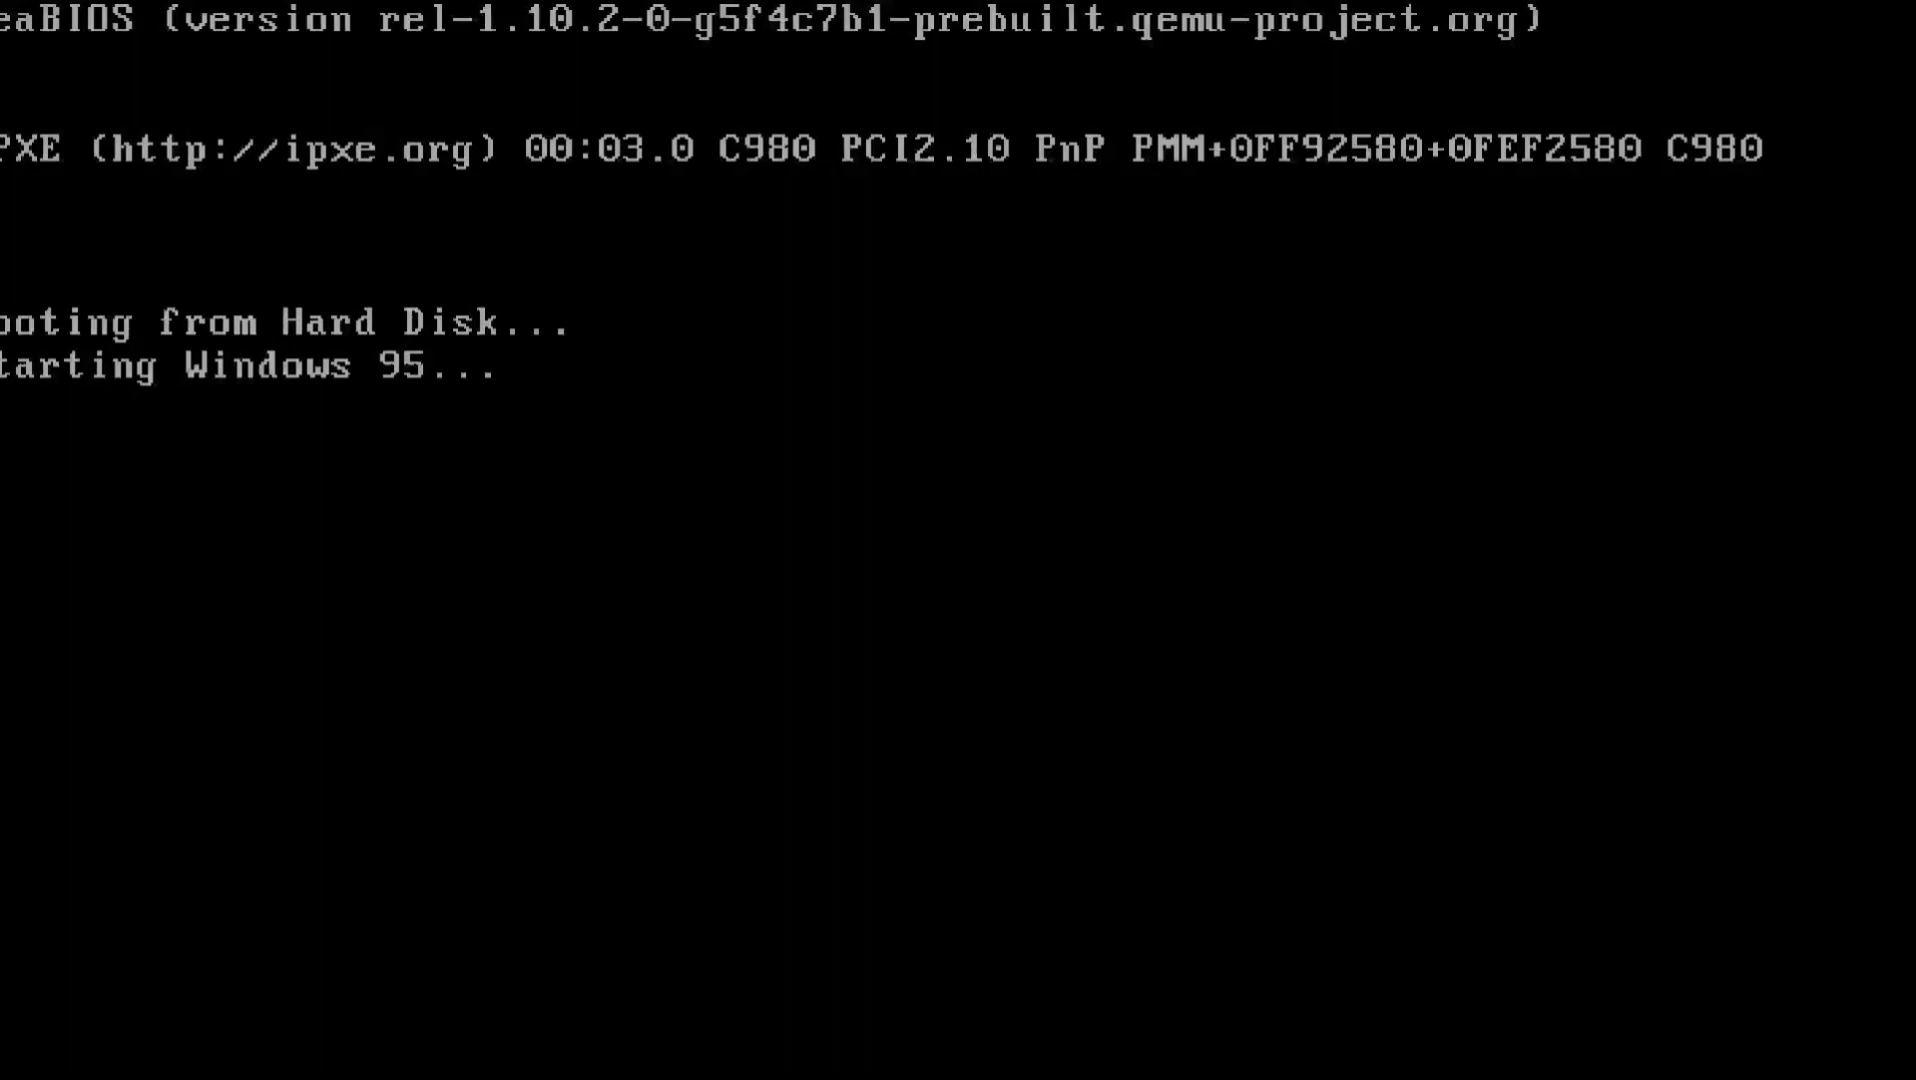 eaBIOS (version rel-1.10.2-0-g5f4c7b1-prebuilt.qemu-project.org)
PXE (http://ipxe.org) 00:03.0 C980 PCI2.10 PnP PMM+0FF92580+0FEF2580 C980
ooting from Hard Disk...
tarting Windows 95...